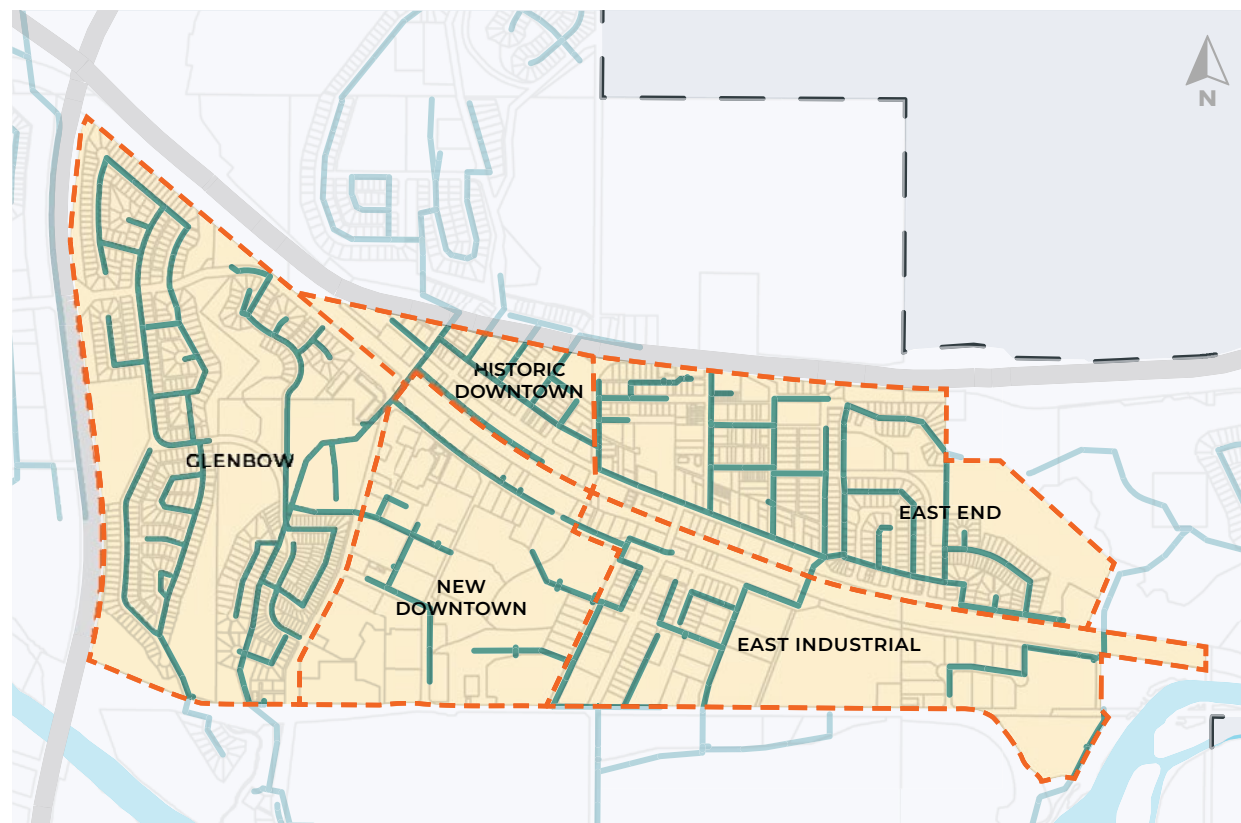 N
HISTORIC
DOWNTOWN
GLENBOW
EAST END
NEW
DOWNTOWN
EAST INDUSTRIAL